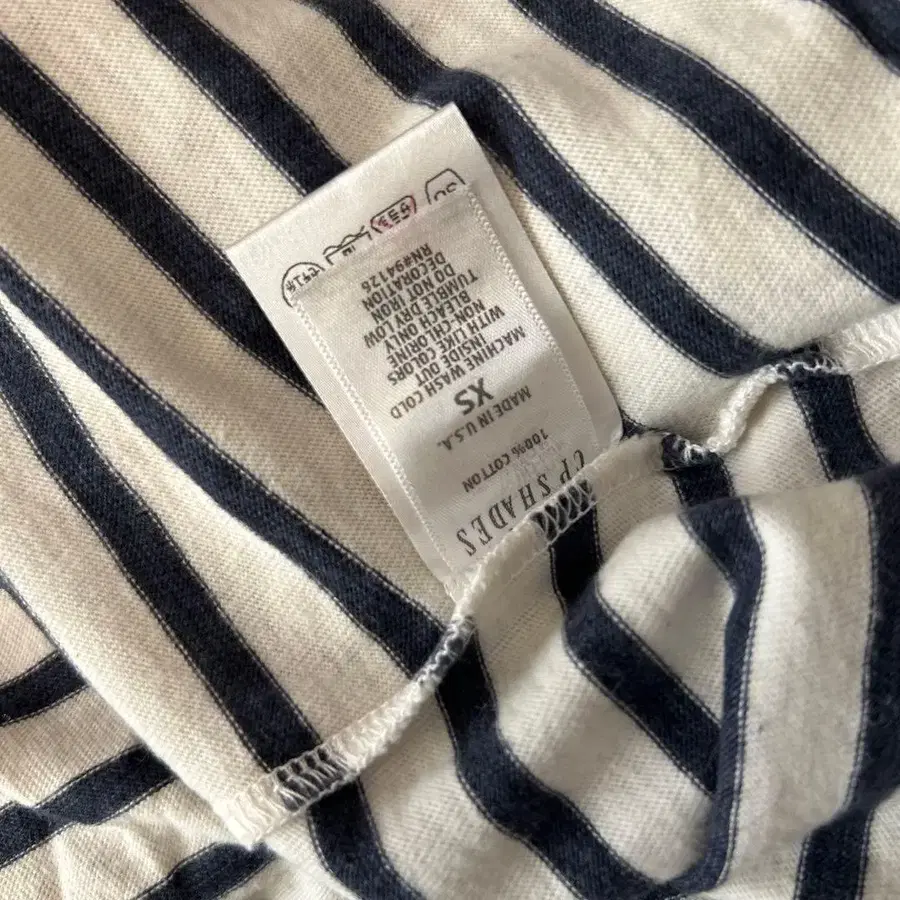 CP SHADES
100% COTTON
MADE IN U.S.A.
XS
MACHINE WASH COLD
INSIDE OUT
WITH LIKE COLORS
NON CHLORINE
BLEACH ONLY
TUMBLE DRY LOW
DO NOT IRON
DECORATION
RN#94126